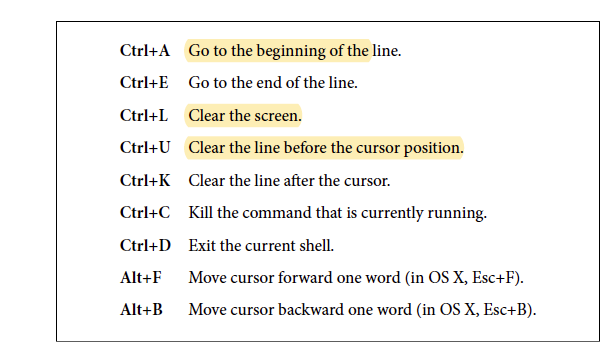 Ctrl+A Go to the beginning of the line.
Ctrl+E Go to the end of the line.
Ctrl+L Clear the screen.
Ctrl+U Clear the line before the cursor position.
Ctrl+K Clear the line after the cursor.
Ctrl+C Kill the command that is currently running.
Ctrl+D Exit the current shell.
Alt+F Move cursor forward one word (in OS X, Esc+F).
Alt+B Move cursor backward one word (in OS X, Esc+B).